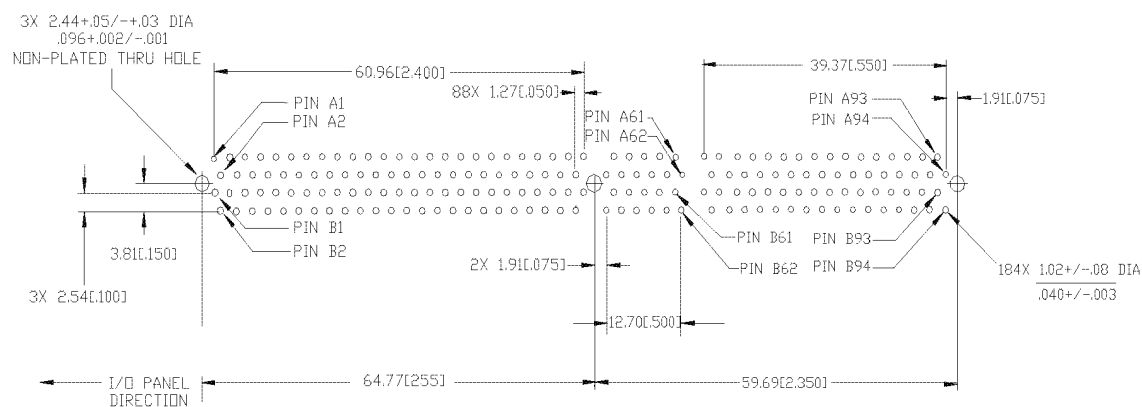 3X 2.44+.05/-+.03 DIA
.096+.002/-.001
NON-PLATED THRU HOLE
60.96[2.400]
39.37[.550]
88X 1.27[.050]
PIN A1
PIN A2
PIN A61
PIN A62
PIN A93
PIN A94
1.91[.075]
PIN B1
PIN B2
3.81[.150]
3X 2.54[.100]
PIN B61
PIN B62
PIN B93
PIN B94
2X 1.91[.075]
184X 1.02+/-.08 DIA
.040+/-.003
12.70[.500]
I/O PANEL
DIRECTION
64.77[255]
59.69[2.350]